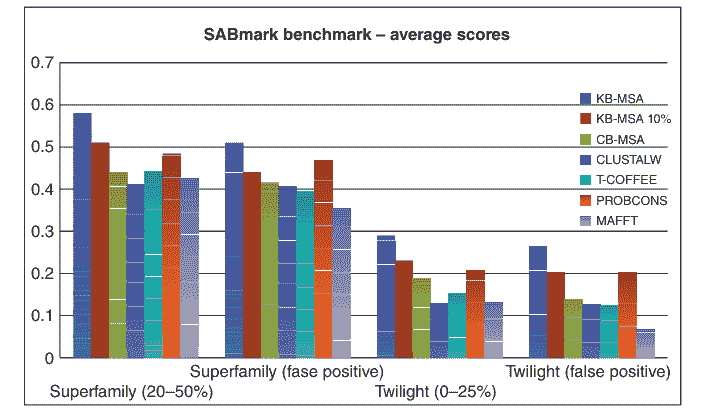 SABmark benchmark – average scores
0.7
0.6
0.5
0.4
0.3
0.2
0.1
0
KB-MSA
KB-MSA 10%
CB-MSA
CLUSTALW
T-COFFEE
PROBCONS
MAFFT
Superfamily (fase positive)
Twilight (false positive)
Superfamily (20–50%)
Twilight (0–25%)